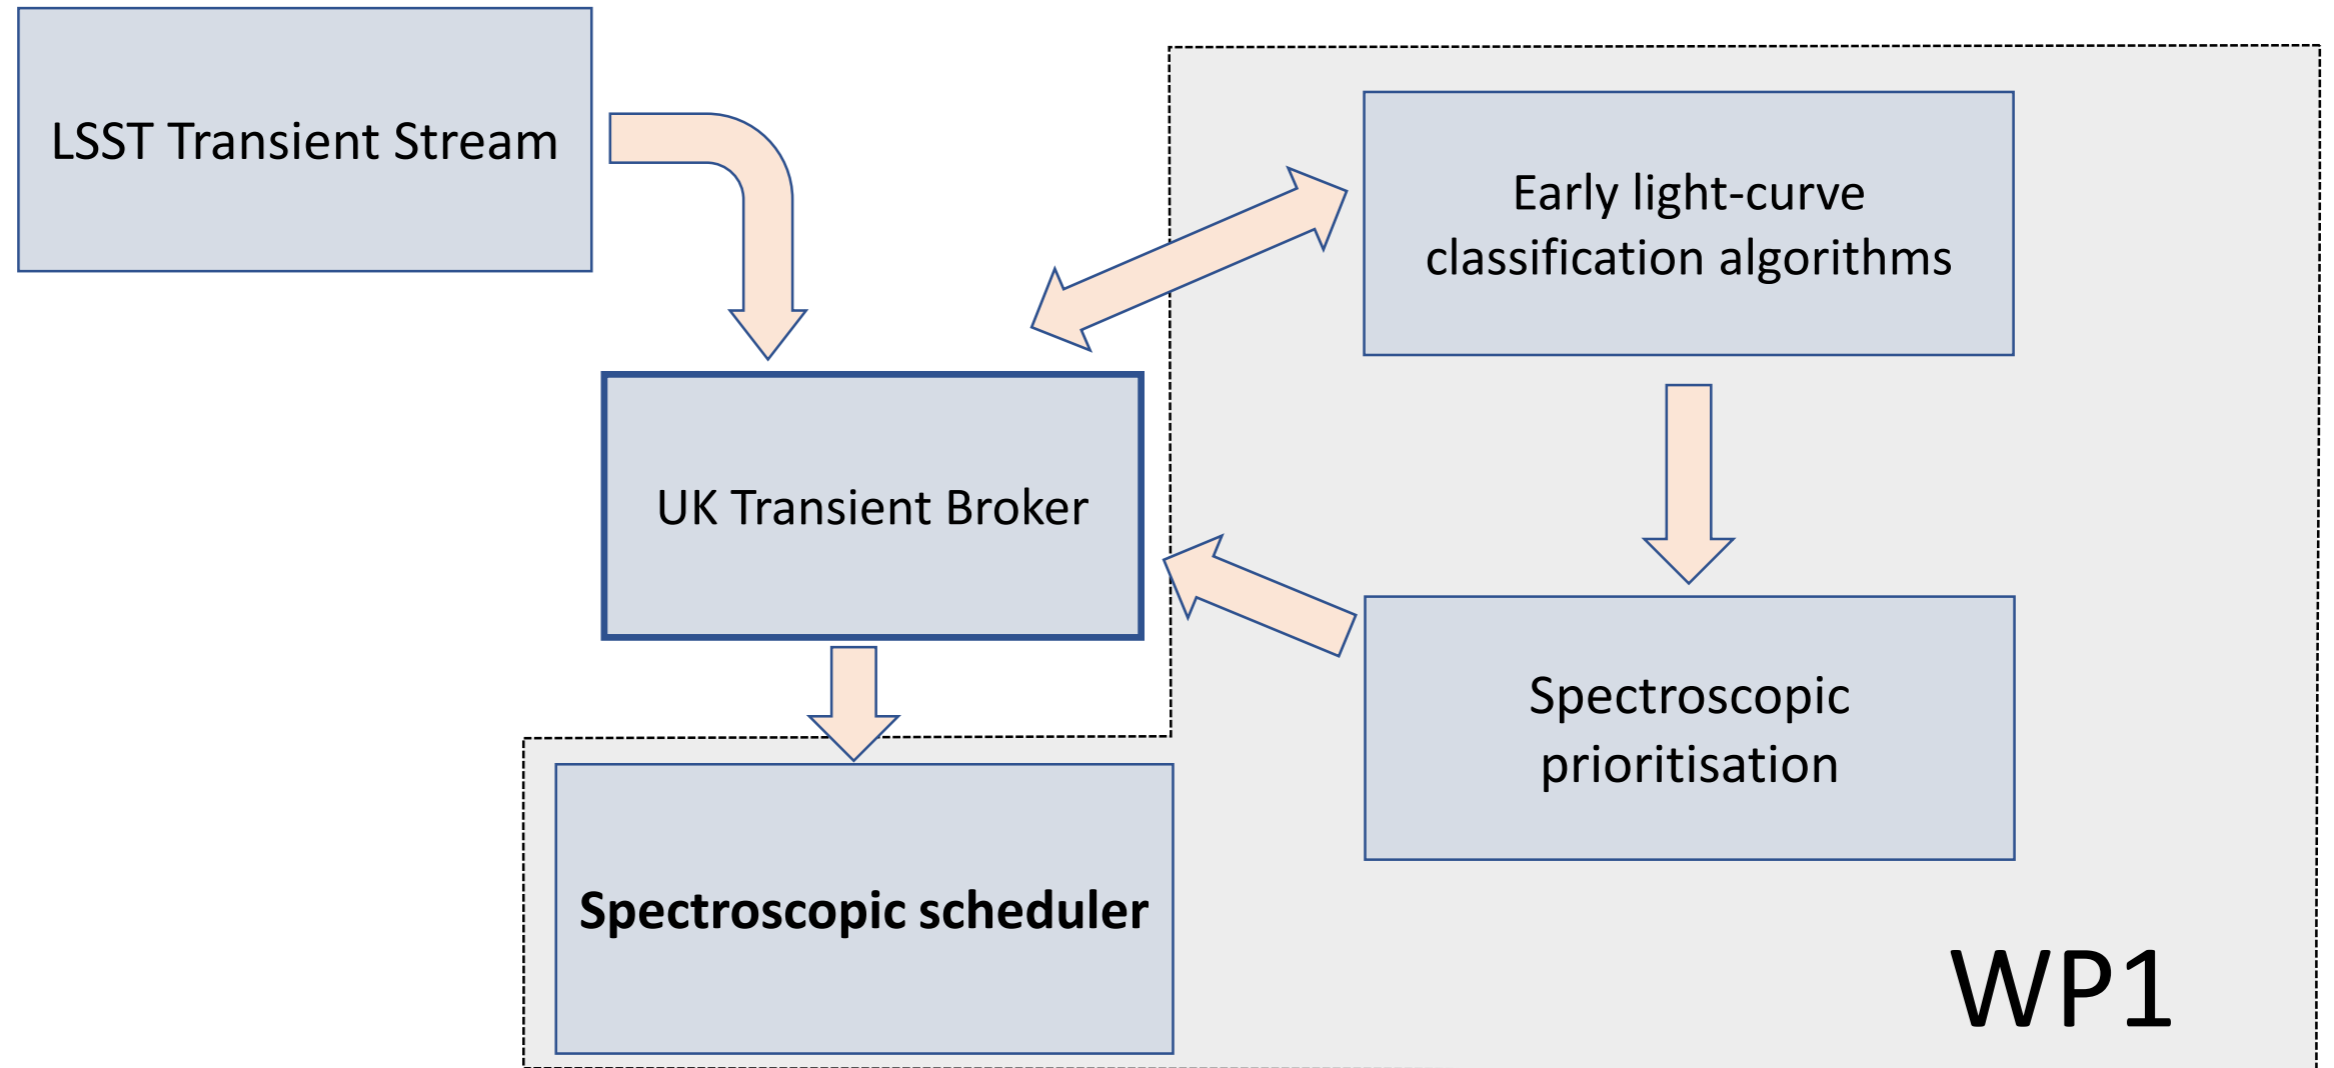 LSST Transient Stream
Early light-curve
classification algorithms
UK Transient Broker
Spectroscopic
prioritisation
Spectroscopic scheduler
WP1